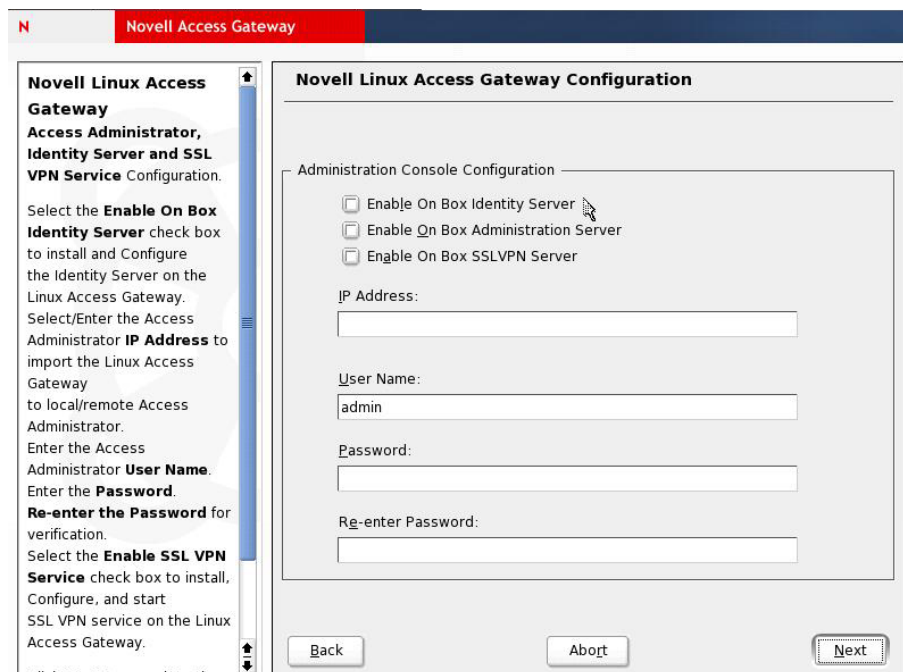 N
Novell Access Gateway
Novell Linux Access
Gateway
Access Administrator,
Identity Server and SSL
VPN Service Configuration.
Select the Enable On Box
Identity Server check box
to install and Configure
the Identity Server on the
Linux Access Gateway.
Select/Enter the Access
Administrator IP Address to
import the Linux Access
Gateway
to local/remote Access
Administrator.
Enter the Access
Administrator User Name.
Enter the Password.
Re-enter the Password for
verification.
Select the Enable SSL VPN
Service check box to install,
Configure, and start
SSL VPN service on the Linux
Access Gateway.
Novell Linux Access Gateway Configuration
Administration Console Configuration
Enable On Box Identity Server
Enable On Box Administration Server
Enable On Box SSLVPN Server
IP Address:
User Name:
admin
Password:
Re-enter Password:
Back
Abort
Next